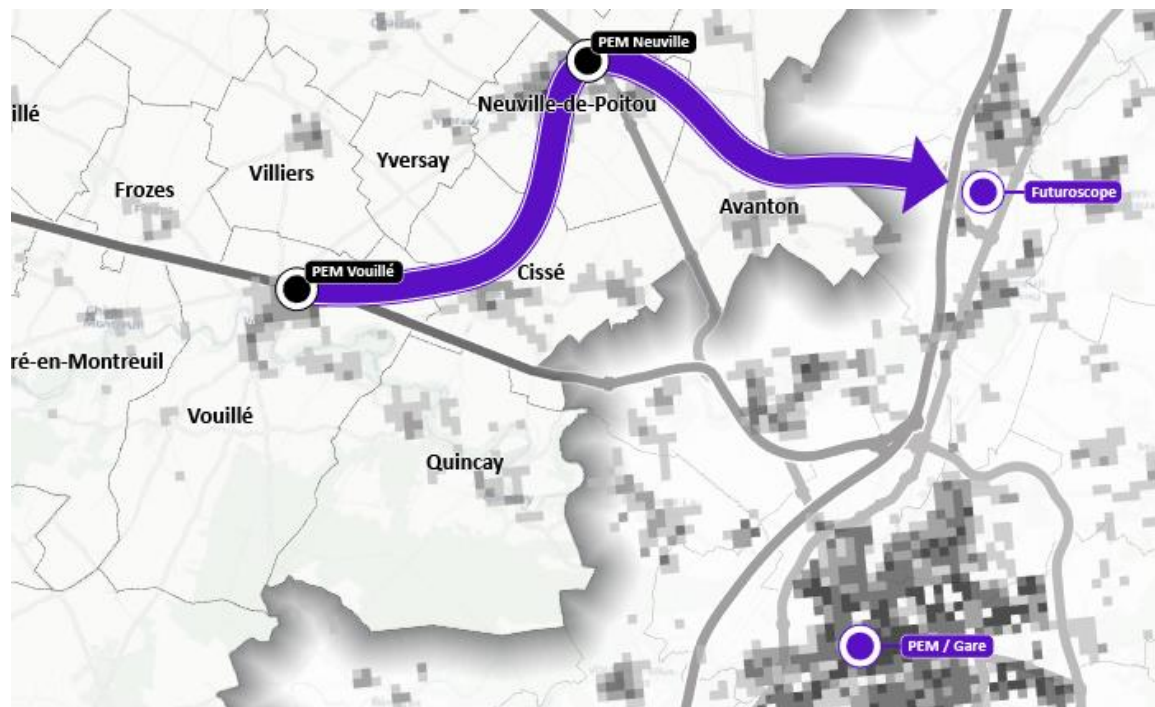 PEM Neuville
Neuville-de-Poitou
illé
Villiers
Yversay
Frozes
Avanton
Futuroscope
PEM Vouillé
Cissé
ré-en-Montreuil
Vouillé
Quincay
PEM / Gare